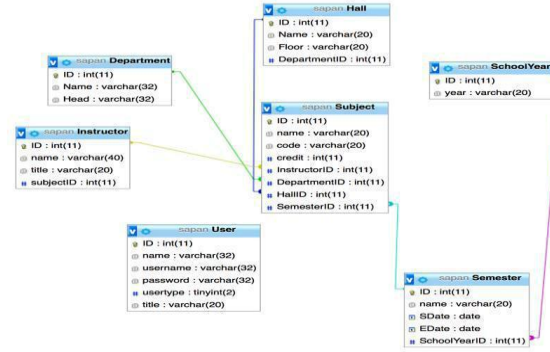 sapan Hall
ID : int(11)
Name : varchar(20)
Floor : varchar(20)
DepartmentID : int(11)
sapan Department
ID : int(11)
Name : varchar(32)
Head : varchar(32)
sapan SchoolYear
ID : int(11)
year : varchar(20)
sapan Instructor
ID : int(11)
name : varchar(40)
title : varchar(20)
subjectID : int(11)
sapan Subject
ID : int(11)
name : varchar(20)
code : varchar(20)
credit : int(11)
InstructorID : int(11)
DepartmentID : int(11)
HallID : int(11)
SemesterID : int(11)
sapan User
ID : int(11)
name : varchar(32)
username : varchar(32)
password : varchar(32)
usertype : tinyint(2)
title : varchar(20)
sapan Semester
ID : int(11)
name : varchar(20)
SDate : date
EDate : date
SchoolYearID : int(11)